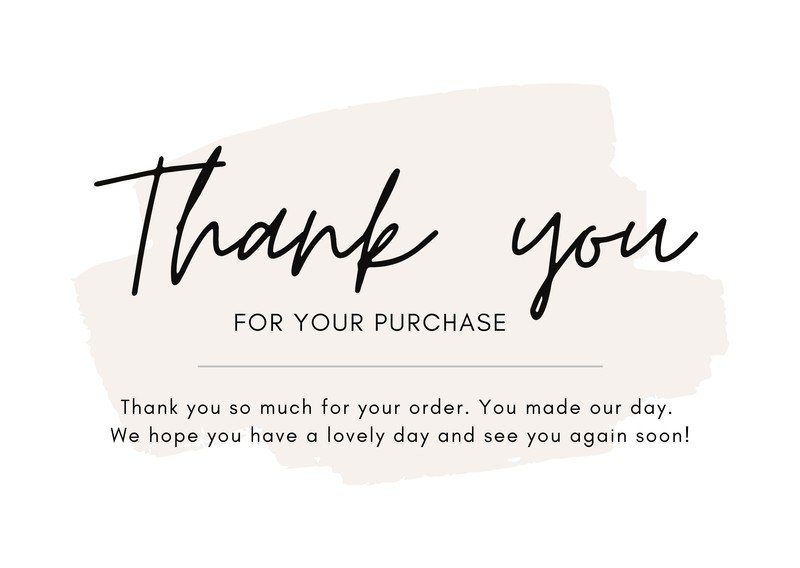 Thank you
FOR YOUR PURCHASE
Thank you so much for your order. You made our day.
We hope you have a lovely day and see you again soon!